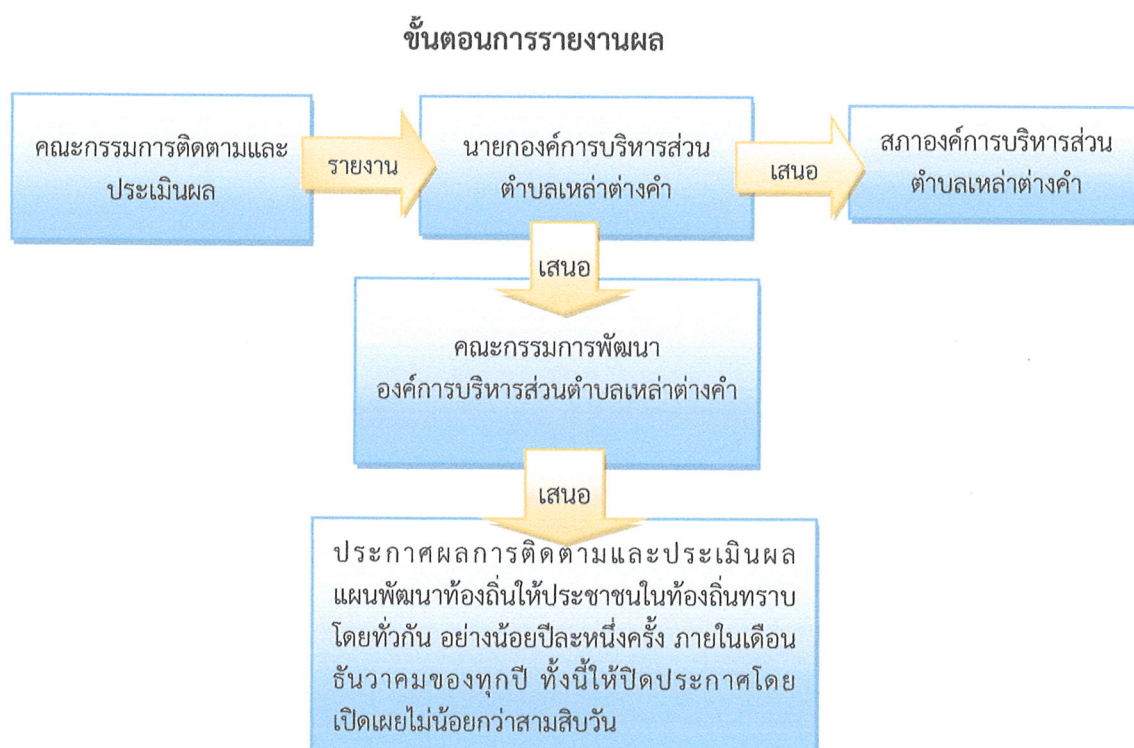 ขั้นตอนการรายงานผล
คณะกรรมการติดตามและ
ประเมินผล
รายงาน
นายกองค์การบริหารส่วน
ตำบลเหล่าต่างคำ
เสนอ
สภาองค์การบริหารส่วน
ตำบลเหล่าต่างคำ
เสนอ
คณะกรรมการพัฒนา
องค์การบริหารส่วนตำบลเหล่าต่างคำ
เสนอ
ประกาศผลการติดตามและประเมินผล
แผนพัฒนาท้องถิ่นให้ประชาชนในท้องถิ่นทราบ
โดยทั่วกัน อย่างน้อยปีละหนึ่งครั้ง ภายในเดือน
ธันวาคมของทุกปี ทั้งนี้ให้ปิดประกาศโดย
เปิดเผยไม่น้อยกว่าสามสิบวัน